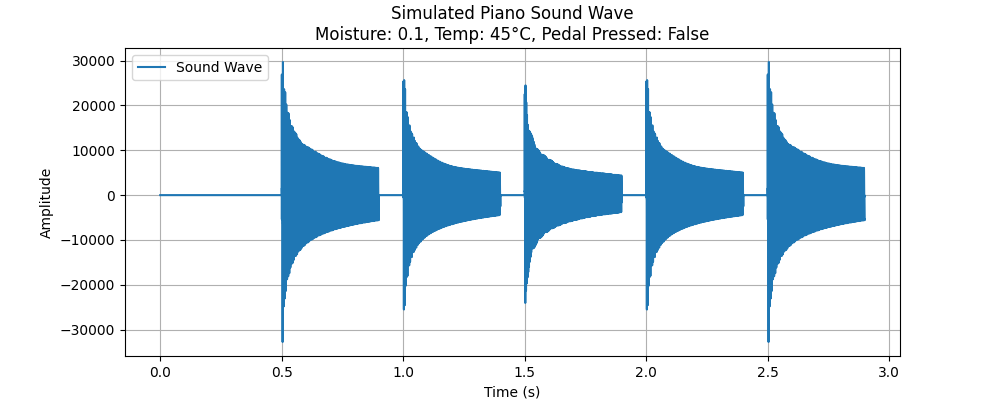 Simulated Piano Sound Wave
Moisture: 0.1, Temp: 45°C, Pedal Pressed: False
Sound Wave
30000
20000
10000
0
−10000
−20000
−30000
Amplitude
0.0 0.5 1.0 1.5 2.0 2.5 3.0
Time (s)